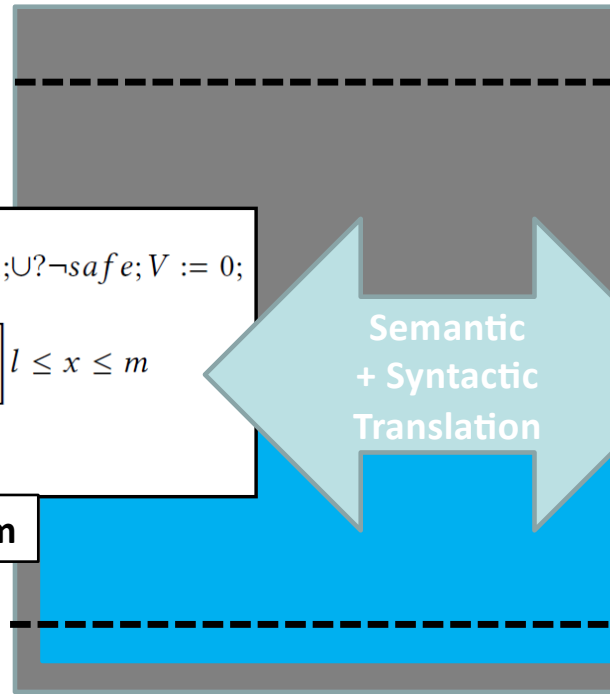 ;∪?¬safe; V := 0;
] l ≤ x ≤ m
Semantic
+ Syntactic
Translation